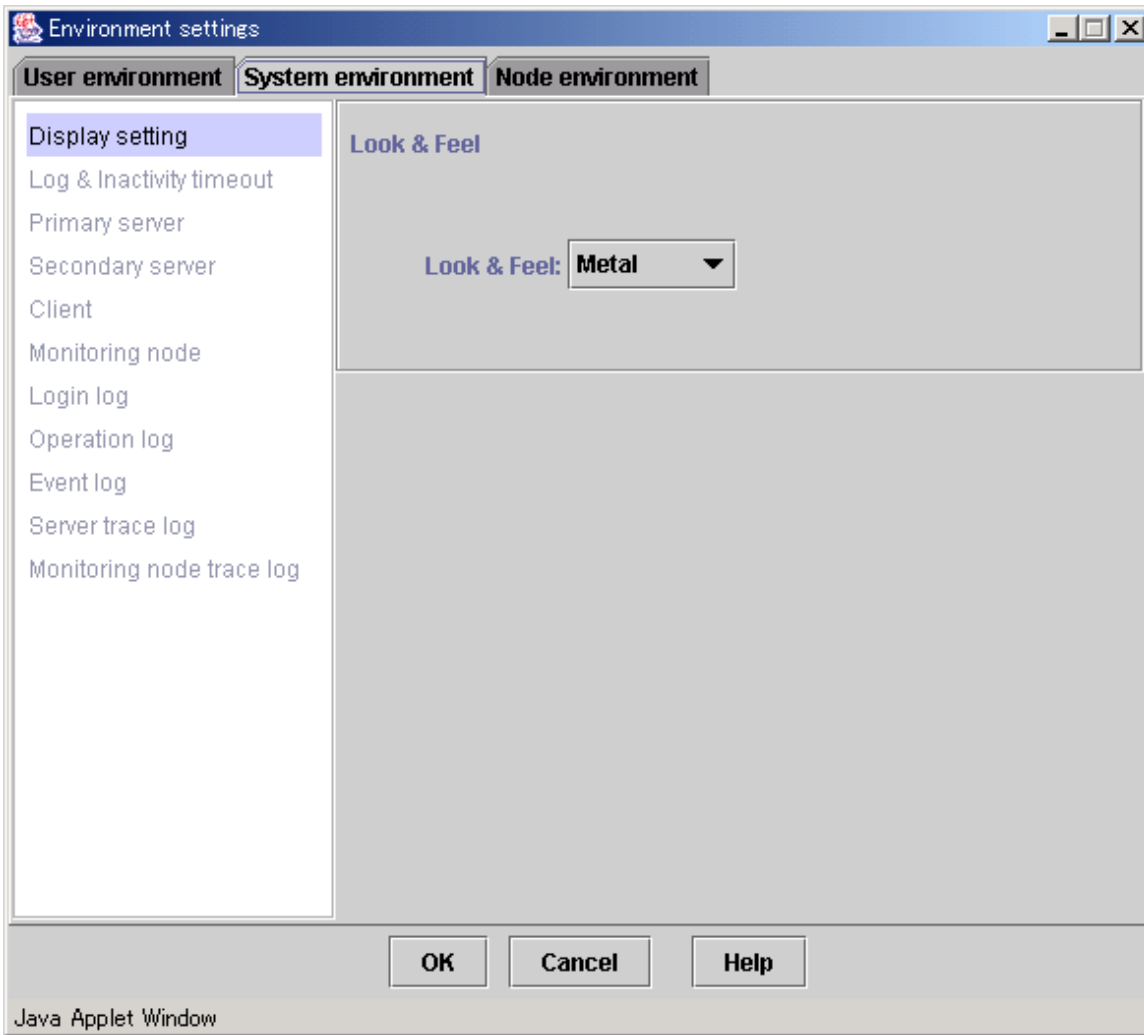 Environment settings
User environment System environment Node environment
Display setting
Log & Inactivity timeout
Primary server
Secondary server
Client
Monitoring node
Login log
Operation log
Event log
Server trace log
Monitoring node trace log
Look & Feel
Look & Feel: Metal
OK Cancel Help
Java Applet Window